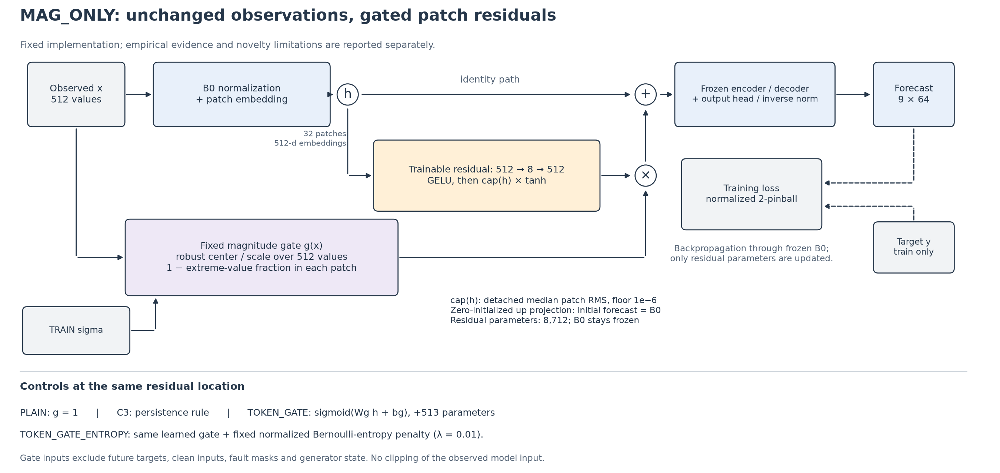 MAG_ONLY: unchanged observations, gated patch residuals
Fixed implementation; empirical evidence and novelty limitations are reported separately.
Observed x
512 values
B0 normalization
+ patch embedding
h
identity path
+
Frozen encoder / decoder
+ output head / inverse norm
Forecast
9 × 64
32 patches
512-d embeddings
Trainable residual: 512 → 8 → 512
GELU, then cap(h) × tanh
×
Training loss
normalized 2-pinball
Target y
train only
Backpropagation through frozen B0;
only residual parameters are updated.
Fixed magnitude gate g(x)
robust center / scale over 512 values
1 − extreme-value fraction in each patch
TRAIN sigma
cap(h): detached median patch RMS, floor 1e−6
Zero-initialized up projection: initial forecast = B0
Residual parameters: 8,712; B0 stays frozen
Controls at the same residual location
PLAIN: g = 1 | C3: persistence rule | TOKEN_GATE: sigmoid(Wg h + bg), +513 parameters
TOKEN_GATE_ENTROPY: same learned gate + fixed normalized Bernoulli-entropy penalty (λ = 0.01).
Gate inputs exclude future targets, clean inputs, fault masks and generator state. No clipping of the observed model input.